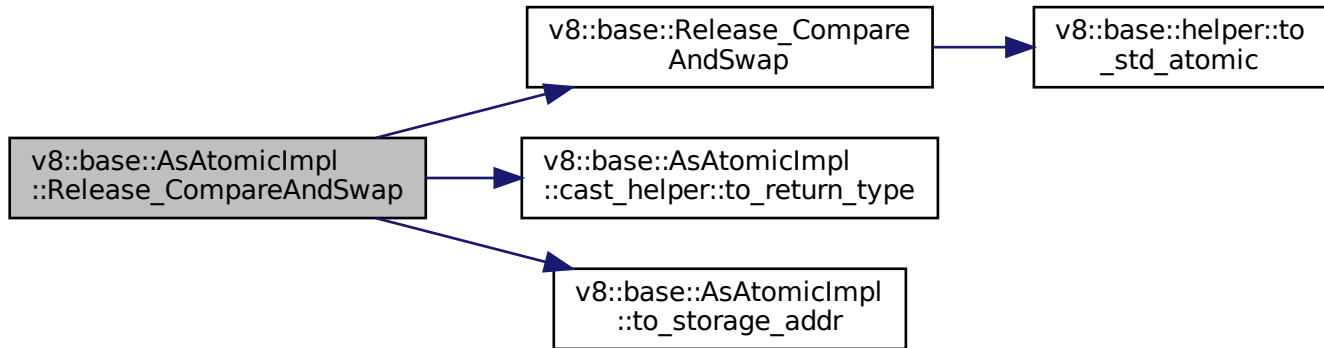 v8::base::Release_Compare
AndSwap
v8::base::helper::to
_std_atomic
v8::base::AsAtomicImpl
::Release_CompareAndSwap
v8::base::AsAtomicImpl
::cast_helper::to_return_type
v8::base::AsAtomicImpl
::to_storage_addr